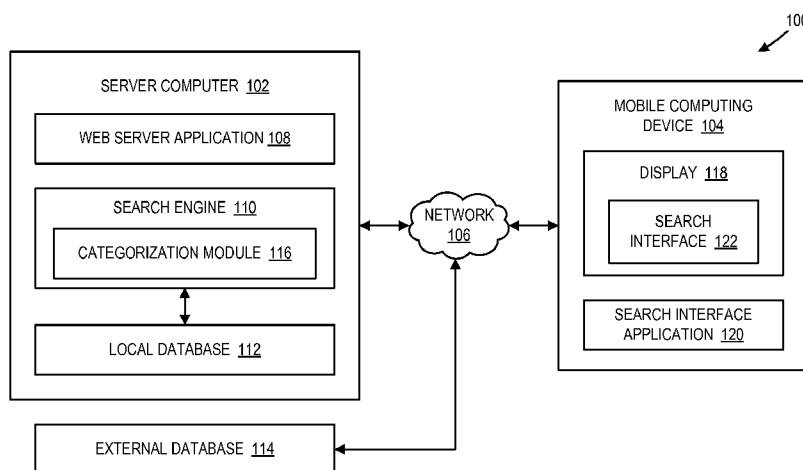 100
SERVER COMPUTER 102
WEB SERVER APPLICATION 108
SEARCH ENGINE 110
CATEGORIZATION MODULE 116
LOCAL DATABASE 112
EXTERNAL DATABASE 114
NETWORK
106
MOBILE COMPUTING
DEVICE 104
DISPLAY 118
SEARCH
INTERFACE 122
SEARCH INTERFACE
APPLICATION 120